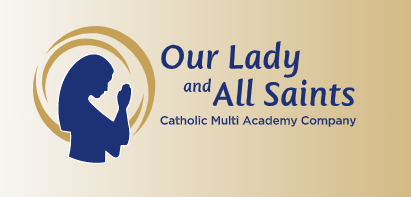 Our Lady
and All Saints
Catholic Multi Academy Company